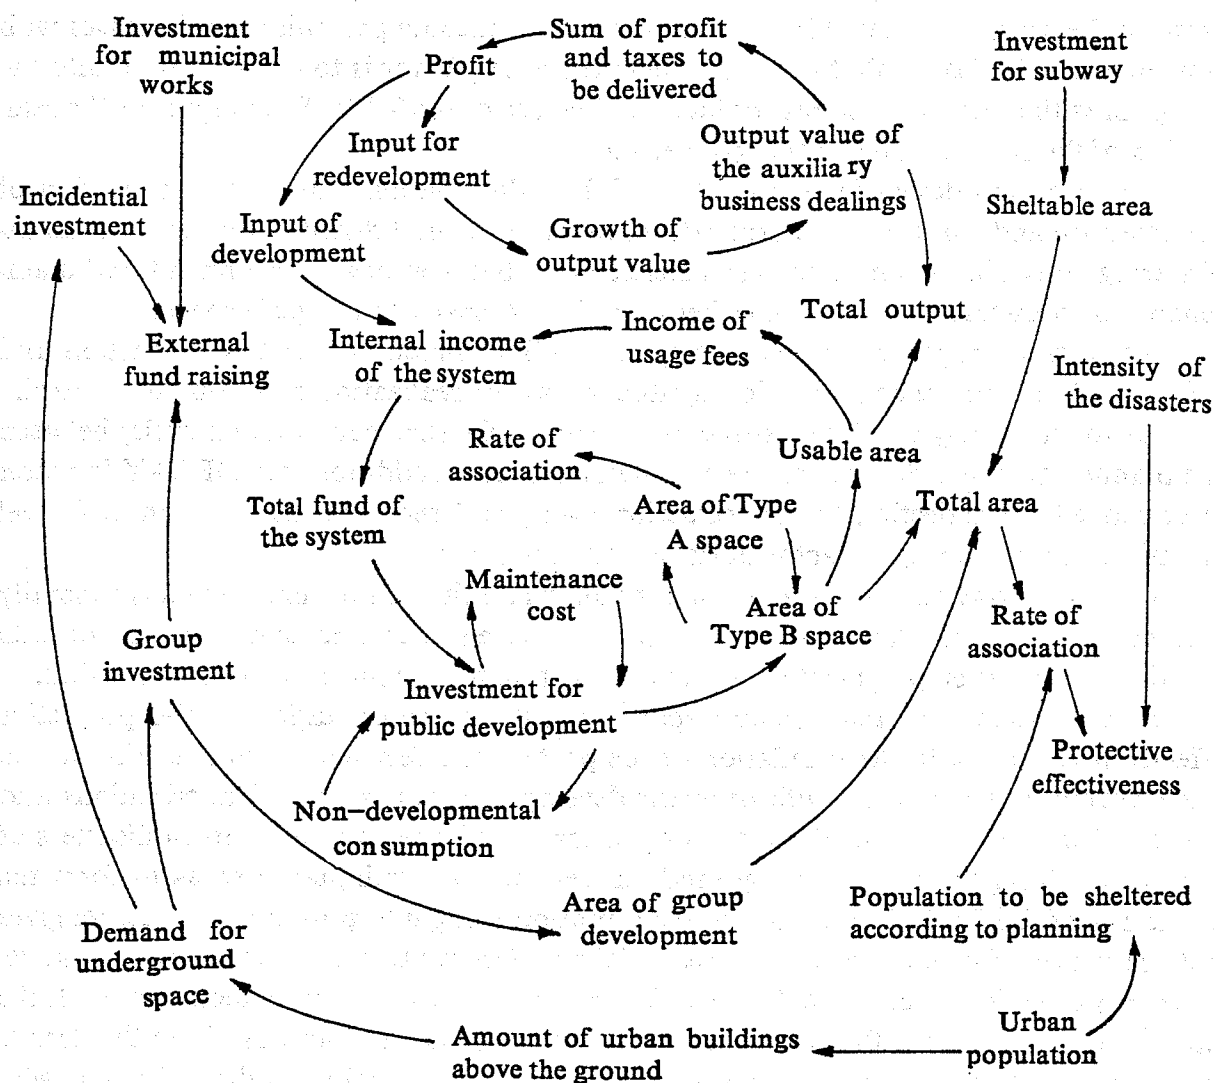 Investment
for municipal
works
Sum of profit
and taxes to
be delivered
Profit
Investment
for subway
Input for
redevelopment
Output value of
the auxilia ry
business dealings
Incidential
investment
Input of
development
Growth of
output value
Sheltable area
External
fund raising
Internal income
of the system
Income of
usage fees
Total output
Intensity of
the disasters
Rate of
association
Usable area
Total fund of
the system
Area of Type
A space
Total area
Maintenance
cost
Area of
Type B space
Rate of
association
Group
investment
Investment for
public development
Protective
effectiveness
Non-developmental
consumption
Area of group
development
Population to be sheltered
according to planning
Demand for
underground
space
Amount of urban buildings
above the ground
Urban
population